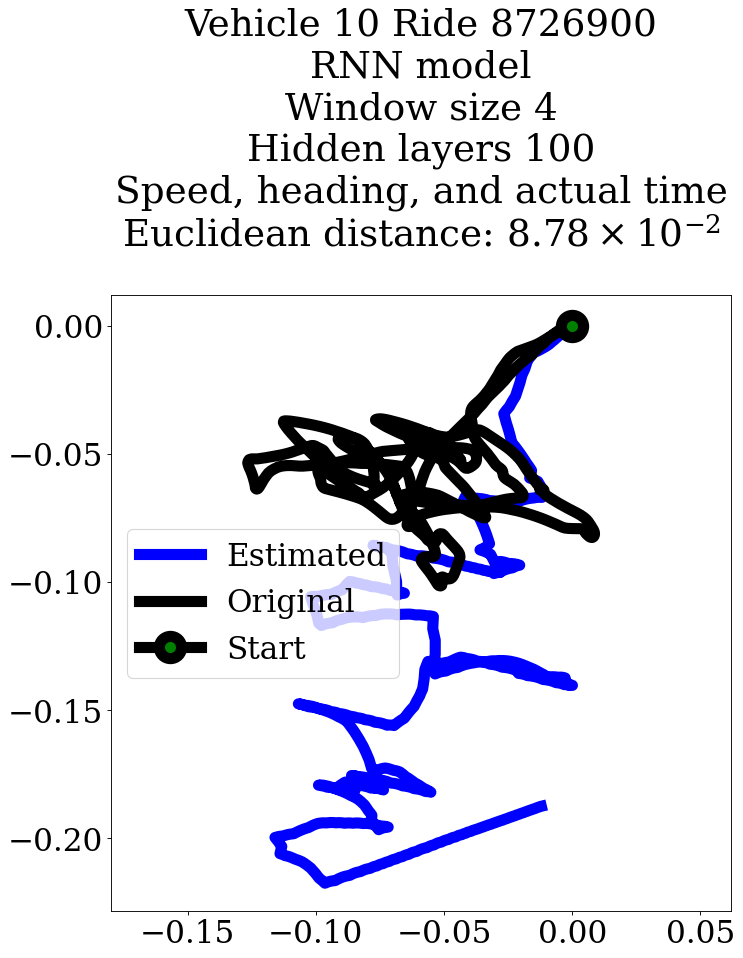 Vehicle 10 Ride 8726900
RNN model
Window size 4
Hidden layers 100
Speed, heading, and actual time
Euclidean distance: 8.78 × 10⁻²
0.00
−0.05
−0.10
−0.15
−0.20
Estimated
Original
Start
−0.15 −0.10 −0.05 0.00 0.05